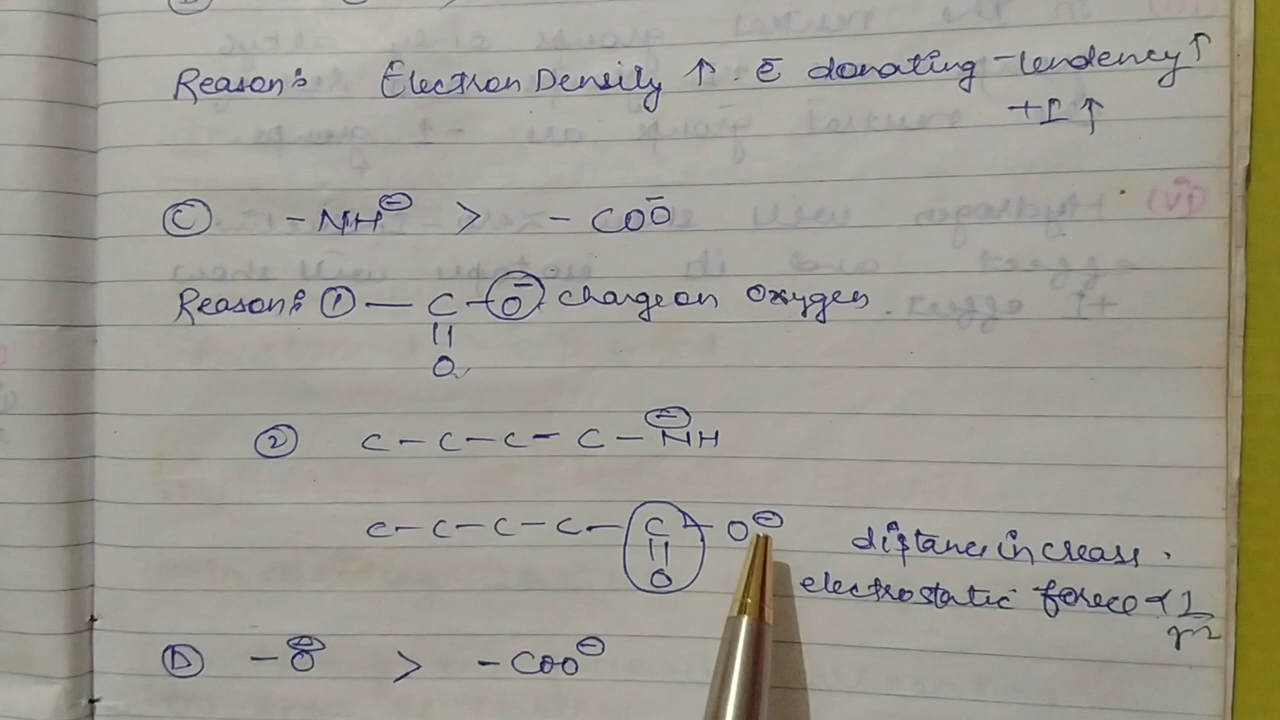 Reason: Electron Density ↑. ē donating -tendency ↑
+I ↑
Ⓒ -NH⊖ > -COO⁻
Reason: ① — C — O⁻ charge on oxygen.
||
O
② C - C - C - C - N⊖H
C - C - C - C - C - O⊖
||
O
distance increase.
electrostatic force ∝ 1/r²
Ⓓ -O⊖ > -COO⊖